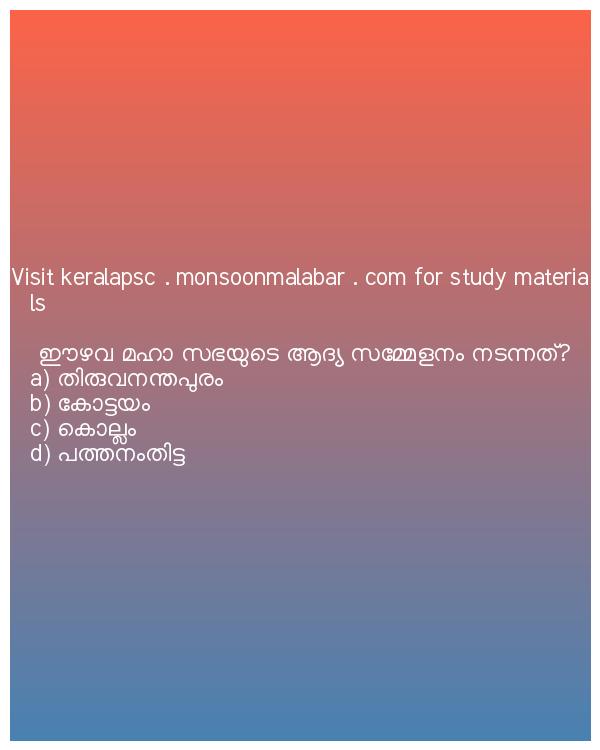 Visit keralapsc . monsoonmalabar . com for study materia
ls
ഈഴവ മഹാ സഭയുടെ ആദ്യ സമ്മേളനം നടന്നത്?
a) തിരുവനന്തപുരം
b) കോട്ടയം
c) കൊല്ലം
d) പത്തനംതിട്ട